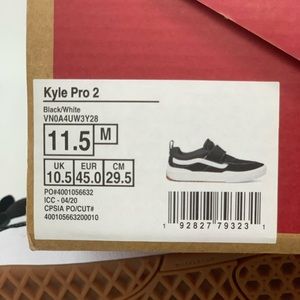 Kyle Pro 2
Black/White
VN0A4UW3Y28
11.5 M
UK EUR CM
10.5 45.0 29.5
PO#4001056632
ICC - 04/20
CPSIA PO/CUT#
400105663200010
1 92827 79323 1